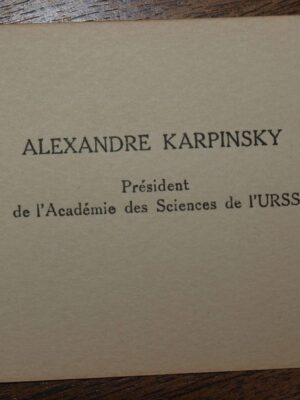 ALEXANDRE KARPINSKY
Président
de l'Académie des Sciences de l'URSS